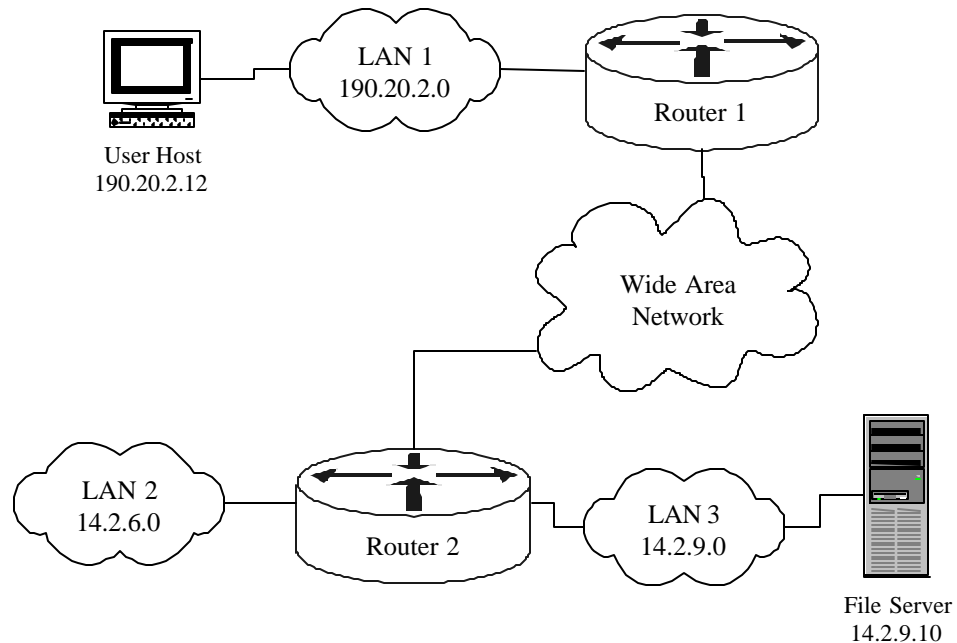 LAN 1
190.20.2.0
Router 1
User Host
190.20.2.12
Wide Area
Network
LAN 2
14.2.6.0
Router 2
LAN 3
14.2.9.0
File Server
14.2.9.10